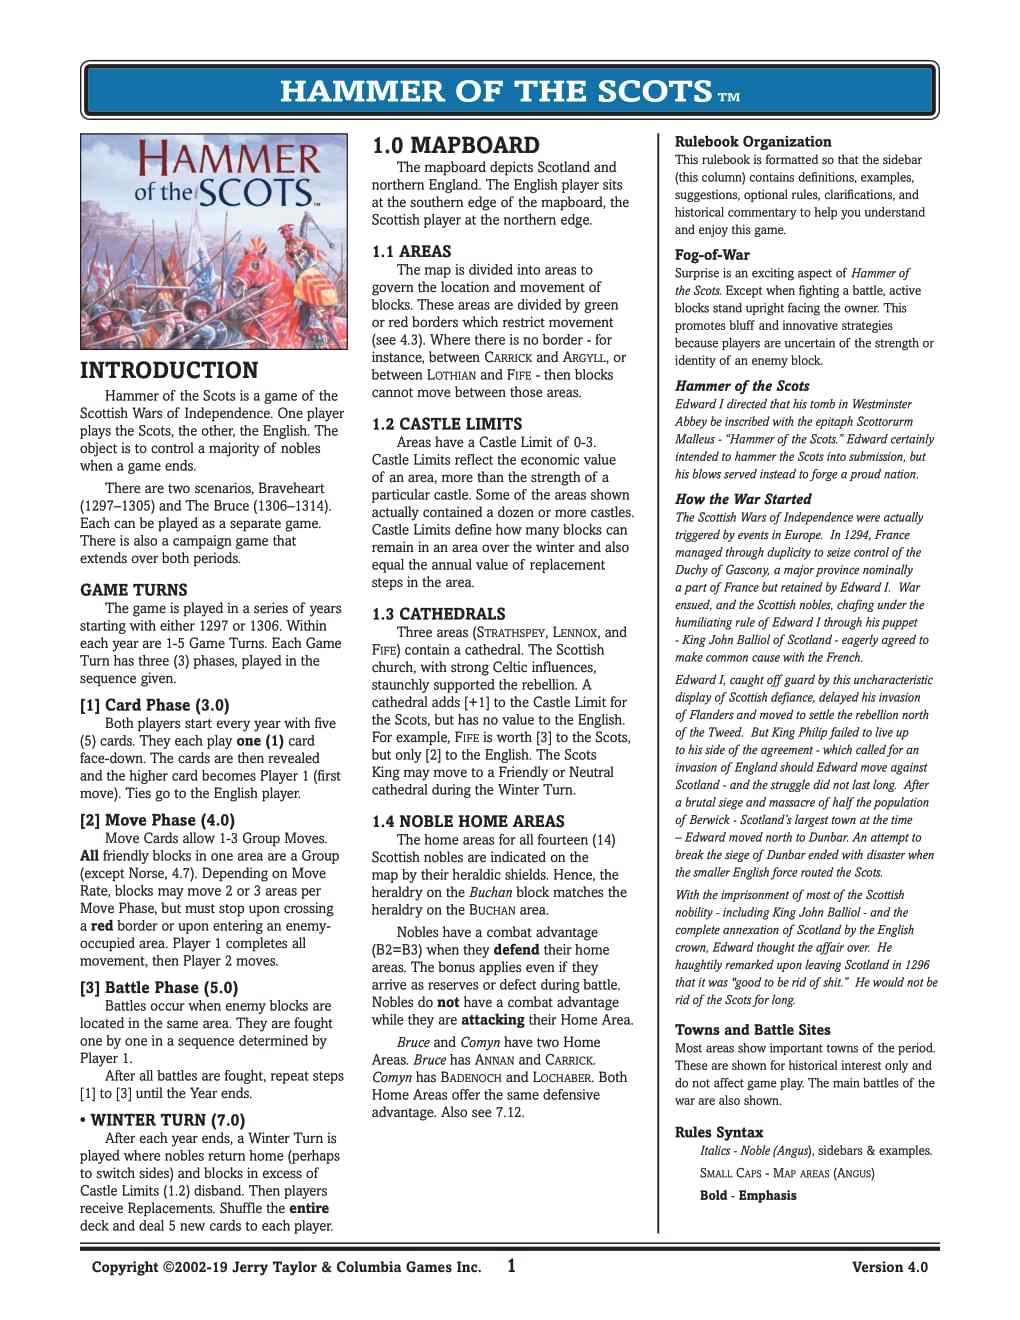 HAMMER OF THE SCOTS TM
HAMMER
of the SCOTS™
INTRODUCTION
Hammer of the Scots is a game of the
Scottish Wars of Independence. One player
plays the Scots, the other, the English. The
object is to control a majority of nobles
when a game ends.
There are two scenarios, Braveheart
(1297–1305) and The Bruce (1306–1314).
Each can be played as a separate game.
There is also a campaign game that
extends over both periods.
GAME TURNS
The game is played in a series of years
starting with either 1297 or 1306. Within
each year are 1-5 Game Turns. Each Game
Turn has three (3) phases, played in the
sequence given.
[1] Card Phase (3.0)
Both players start every year with five
(5) cards. They each play one (1) card
face-down. The cards are then revealed
and the higher card becomes Player 1 (first
move). Ties go to the English player.
[2] Move Phase (4.0)
Move Cards allow 1-3 Group Moves.
All friendly blocks in one area are a Group
(except Norse, 4.7). Depending on Move
Rate, blocks may move 2 or 3 areas per
Move Phase, but must stop upon crossing
a red border or upon entering an enemy-
occupied area. Player 1 completes all
movement, then Player 2 moves.
[3] Battle Phase (5.0)
Battles occur when enemy blocks are
located in the same area. They are fought
one by one in a sequence determined by
Player 1.
After all battles are fought, repeat steps
[1] to [3] until the Year ends.
• WINTER TURN (7.0)
After each year ends, a Winter Turn is
played where nobles return home (perhaps
to switch sides) and blocks in excess of
Castle Limits (1.2) disband. Then players
receive Replacements. Shuffle the entire
deck and deal 5 new cards to each player.
1.0 MAPBOARD
The mapboard depicts Scotland and
northern England. The English player sits
at the southern edge of the mapboard, the
Scottish player at the northern edge.
1.1 AREAS
The map is divided into areas to
govern the location and movement of
blocks. These areas are divided by green
or red borders which restrict movement
(see 4.3). Where there is no border - for
instance, between CARRICK and ARGYLL, or
between LOTHIAN and FIFE - then blocks
cannot move between those areas.
1.2 CASTLE LIMITS
Areas have a Castle Limit of 0-3.
Castle Limits reflect the economic value
of an area, more than the strength of a
particular castle. Some of the areas shown
actually contained a dozen or more castles.
Castle Limits define how many blocks can
remain in an area over the winter and also
equal the annual value of replacement
steps in the area.
1.3 CATHEDRALS
Three areas (STRATHSPEY, LENNOX, and
FIFE) contain a cathedral. The Scottish
church, with strong Celtic influences,
staunchly supported the rebellion. A
cathedral adds [+1] to the Castle Limit for
the Scots, but has no value to the English.
For example, FIFE is worth [3] to the Scots,
but only [2] to the English. The Scots
King may move to a Friendly or Neutral
cathedral during the Winter Turn.
1.4 NOBLE HOME AREAS
The home areas for all fourteen (14)
Scottish nobles are indicated on the
map by their heraldic shields. Hence, the
heraldry on the Buchan block matches the
heraldry on the BUCHAN area.
Nobles have a combat advantage
(B2=B3) when they defend their home
areas. The bonus applies even if they
arrive as reserves or defect during battle.
Nobles do not have a combat advantage
while they are attacking their Home Area.
Bruce and Comyn have two Home
Areas. Bruce has ANNAN and CARRICK.
Comyn has BADENOCH and LOCHABER. Both
Home Areas offer the same defensive
advantage. Also see 7.12.
Rulebook Organization
This rulebook is formatted so that the sidebar
(this column) contains definitions, examples,
suggestions, optional rules, clarifications, and
historical commentary to help you understand
and enjoy this game.
Fog-of-War
Surprise is an exciting aspect of Hammer of
the Scots. Except when fighting a battle, active
blocks stand upright facing the owner. This
promotes bluff and innovative strategies
because players are uncertain of the strength or
identity of an enemy block.
Hammer of the Scots
Edward I directed that his tomb in Westminster
Abbey be inscribed with the epitaph Scottorurm
Malleus - “Hammer of the Scots.” Edward certainly
intended to hammer the Scots into submission, but
his blows served instead to forge a proud nation.
How the War Started
The Scottish Wars of Independence were actually
triggered by events in Europe. In 1294, France
managed through duplicity to seize control of the
Duchy of Gascony, a major province nominally
a part of France but retained by Edward I. War
ensued, and the Scottish nobles, chafing under the
humiliating rule of Edward I through his puppet
- King John Balliol of Scotland - eagerly agreed to
make common cause with the French.
Edward I, caught off guard by this uncharacteristic
display of Scottish defiance, delayed his invasion
of Flanders and moved to settle the rebellion north
of the Tweed. But King Philip failed to live up
to his side of the agreement - which called for an
invasion of England should Edward move against
Scotland - and the struggle did not last long. After
a brutal siege and massacre of half the population
of Berwick - Scotland’s largest town at the time
– Edward moved north to Dunbar. An attempt to
break the siege of Dunbar ended with disaster when
the smaller English force routed the Scots.
With the imprisonment of most of the Scottish
nobility - including King John Balliol - and the
complete annexation of Scotland by the English
crown, Edward thought the affair over. He
haughtily remarked upon leaving Scotland in 1296
that it was “good to be rid of shit.” He would not be
rid of the Scots for long.
Towns and Battle Sites
Most areas show important towns of the period.
These are shown for historical interest only and
do not affect game play. The main battles of the
war are also shown.
Rules Syntax
Italics - Noble (Angus), sidebars & examples.
SMALL CAPS - MAP AREAS (ANGUS)
Bold - Emphasis
Copyright ©2002-19 Jerry Taylor & Columbia Games Inc. 1 Version 4.0